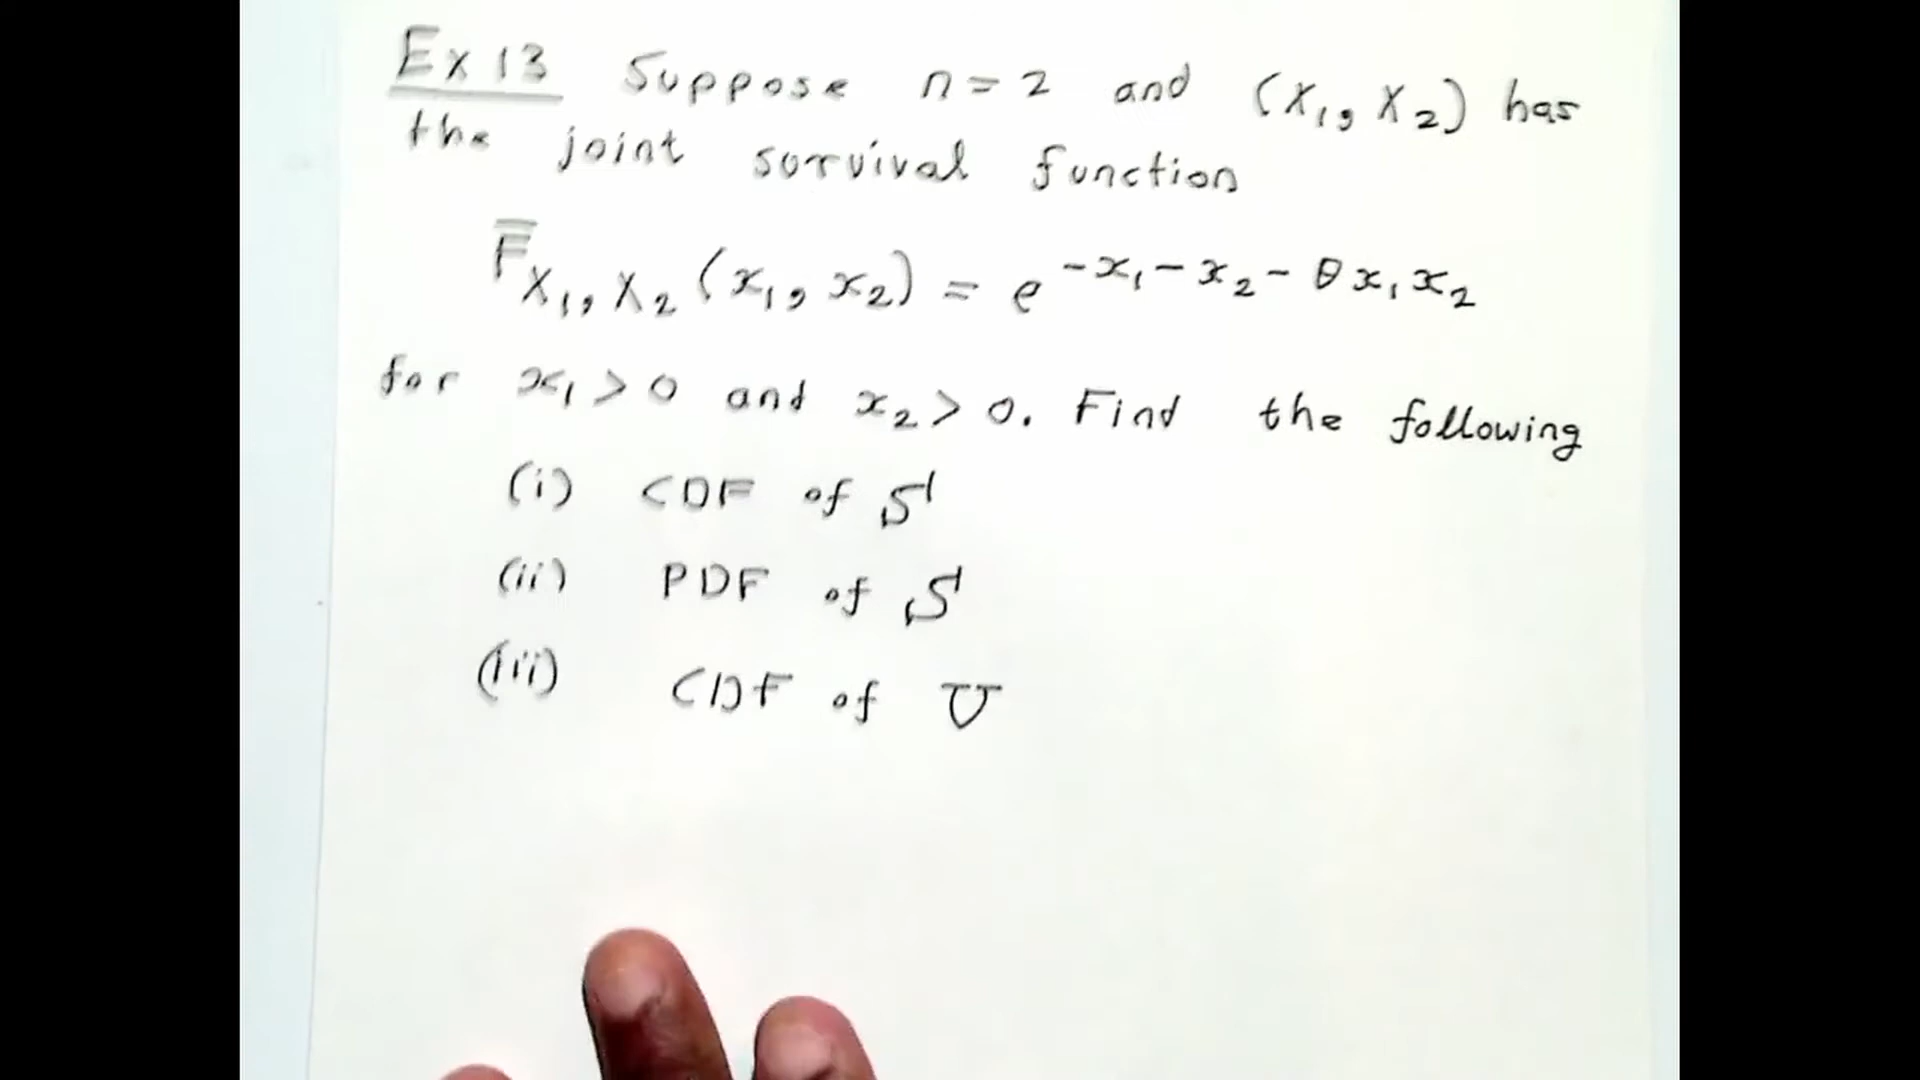 Ex 13 Suppose n = 2 and (X₁, X₂) has
the joint survival function
F̅_{X₁, X₂} (x₁, x₂) = e^{-x₁ - x₂ - θx₁x₂}
for x₁ > 0 and x₂ > 0. Find the following
(i) CDF of S
(ii) PDF of S
(iii) CDF of U